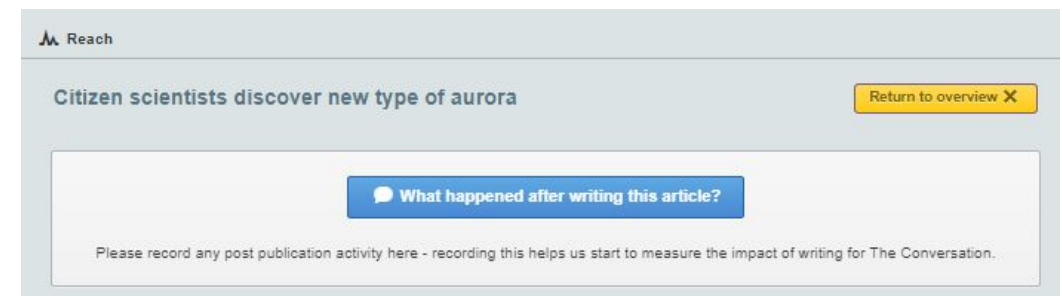 Reach
Citizen scientists discover new type of aurora
Return to overview X
What happened after writing this article?
Please record any post publication activity here - recording this helps us start to measure the impact of writing for The Conversation.